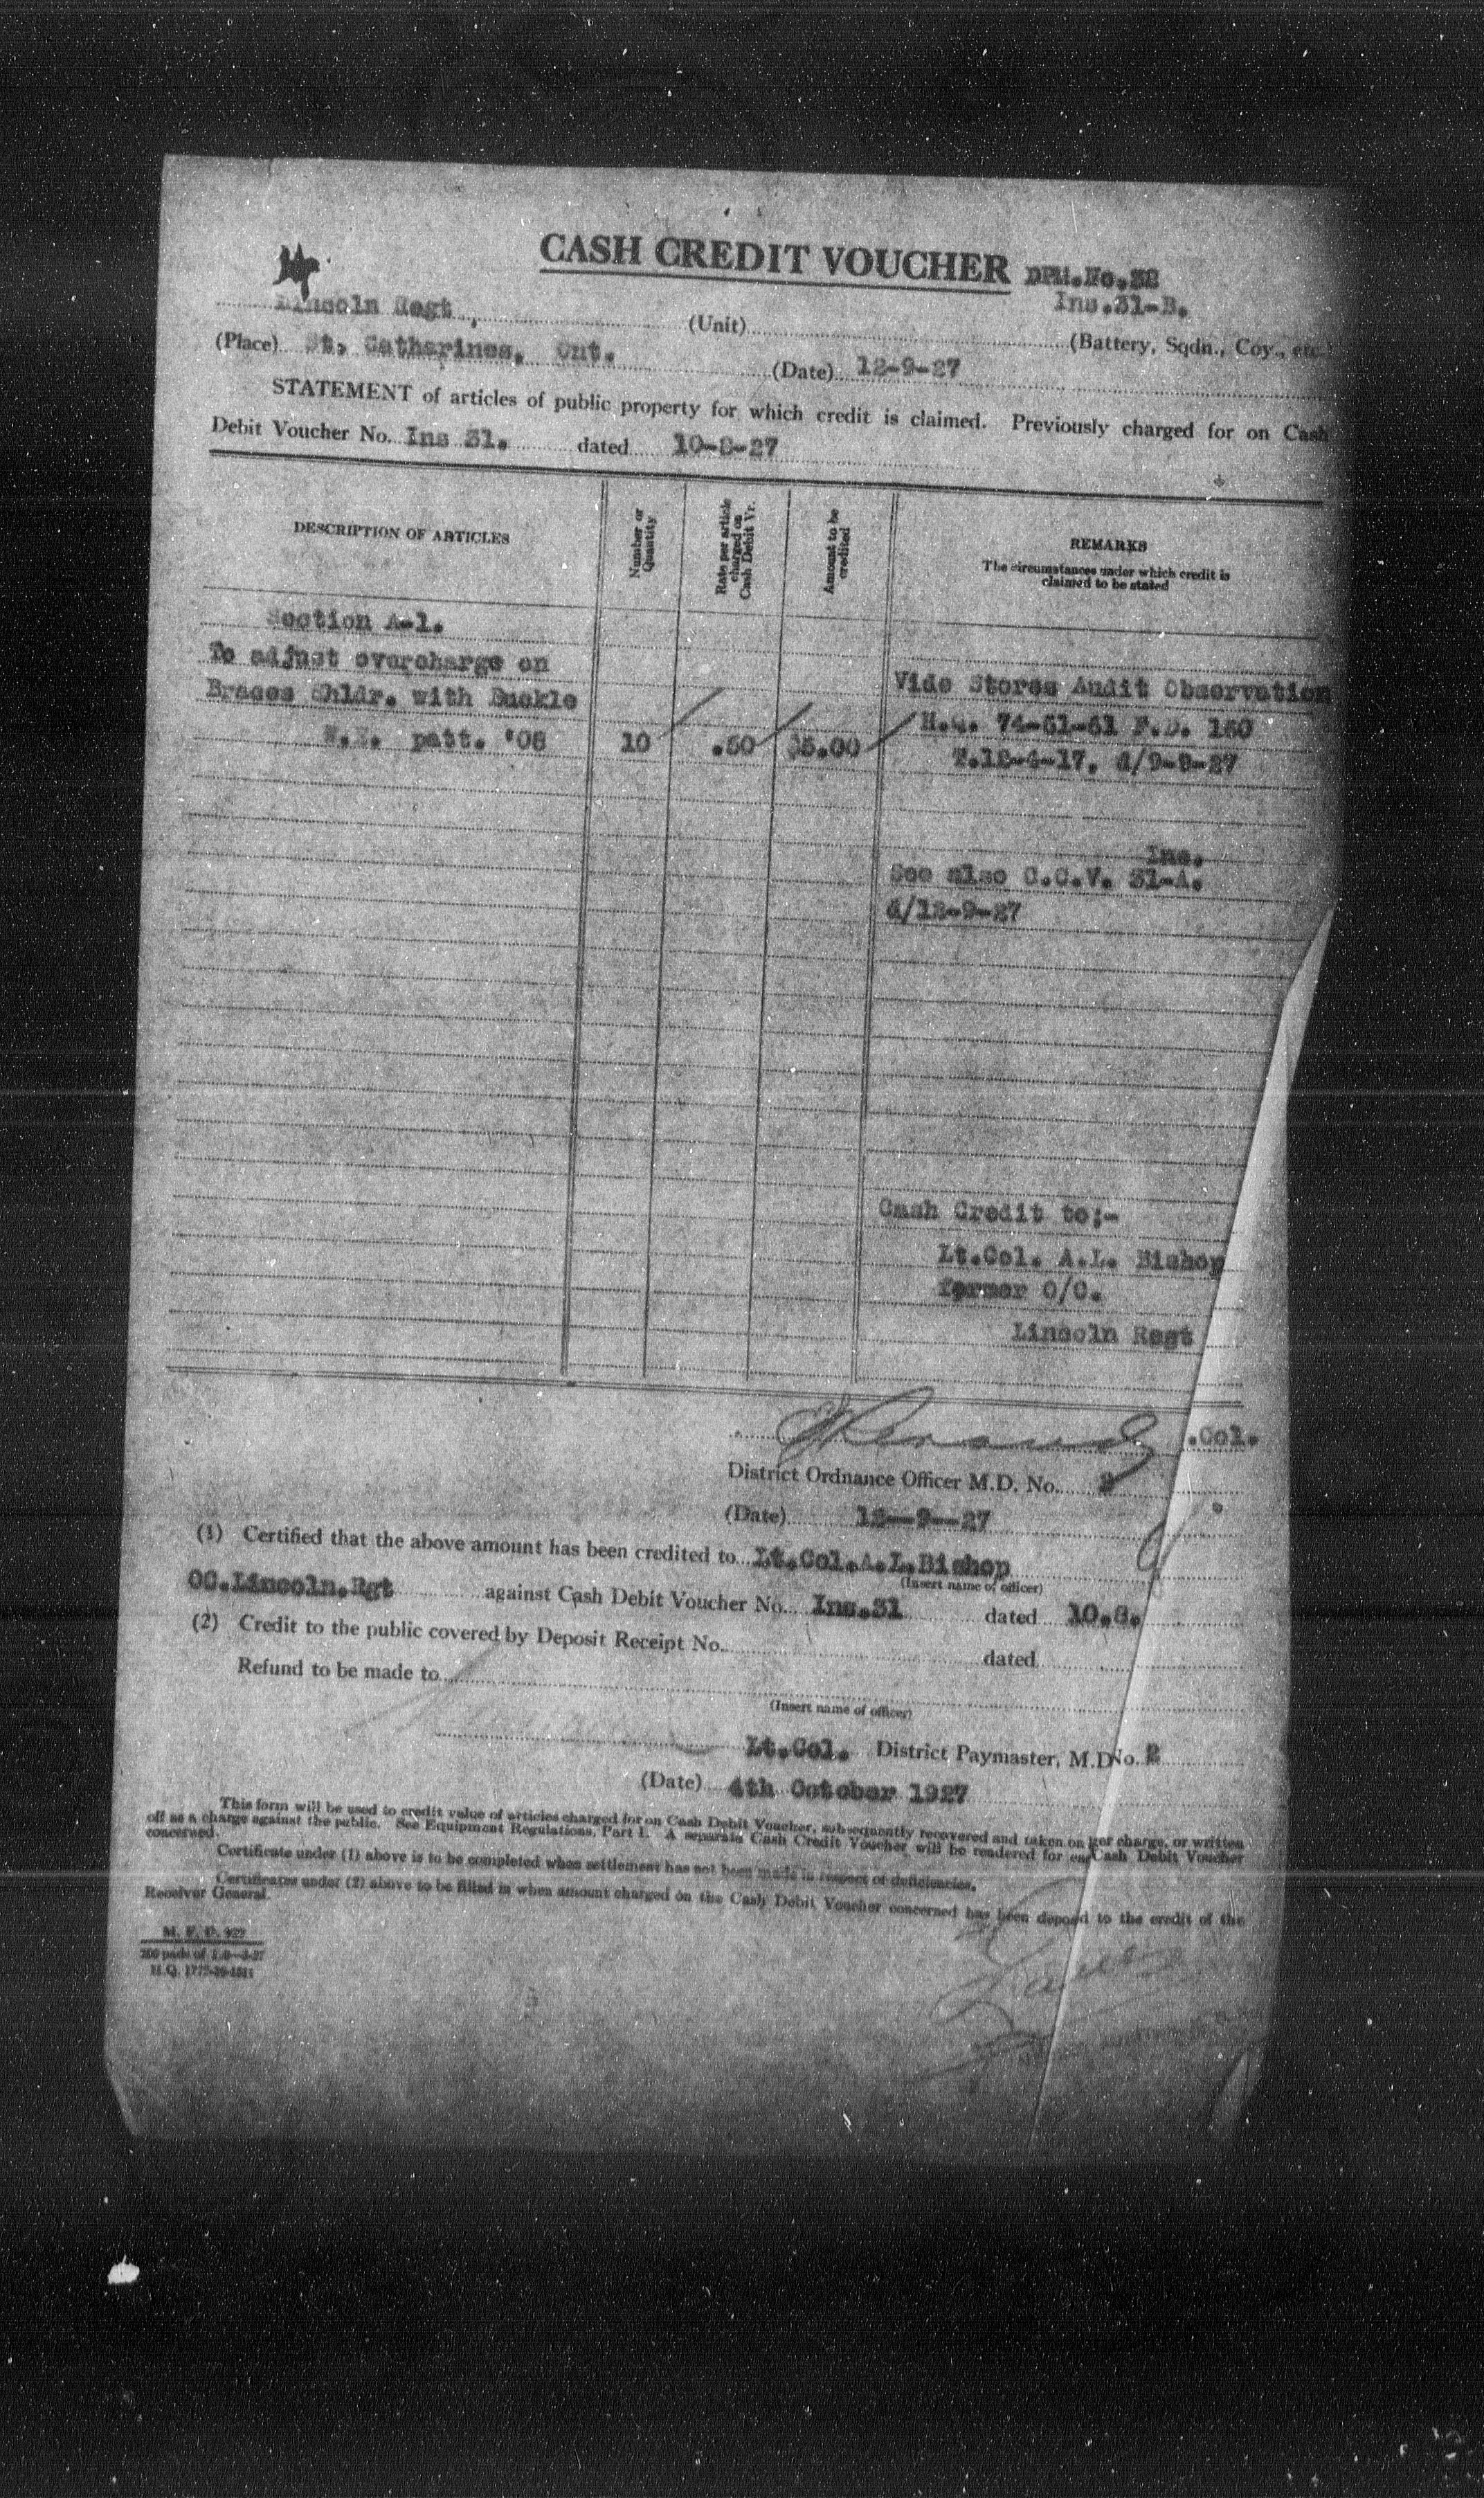 CASH CREDIT VOUCHER DPM.No.32
Ins.31-B.
Lincoln Regt, (Unit) (Battery, Sqdn., Coy., etc.)
(Place) St. Catharines, Ont. (Date) 12-9-27
STATEMENT of articles of public property for which credit is claimed. Previously charged for on Cash
Debit Voucher No. Ins 31. dated 10-8-27
DESCRIPTION OF ARTICLES
Number or Quantity
Rate per article charged on Cash Debit Vr.
Amount to be credited
REMARKS
The circumstances under which credit is
claimed to be stated
Section A-1.
To adjust overcharge on
Braces Shldr. with Buckle Vide Stores Audit Observation
W.E. patt. '08 10 .50 $5.00 H.Q. 74-51-61 F.D. 160
T.12-4-17, d/9-9-27
Ins.
See also C.C.V. 31-A.
d/12-9-27
Cash Credit to;-
Lt.Col. A.L. Bishop
former O/C.
Lincoln Regt
.Col.
District Ordnance Officer M.D. No. 2
(Date) 12--9--27
(1) Certified that the above amount has been credited to Lt.Col.A.L.Bishop
(Insert name of officer)
OC.Lincoln.Rgt against Cash Debit Voucher No. Ins.31 dated 10.8.
(2) Credit to the public covered by Deposit Receipt No. dated
Refund to be made to
(Insert name of officer)
Lt.Col. District Paymaster, M.D No. 2
(Date) 4th October 1927
This form will be used to credit value of articles charged for on Cash Debit Voucher, subsequently recovered and taken on charge, or written
off as a charge against the public. See Equipment Regulations, Part I. A separate Cash Credit Voucher will be rendered for ea Cash Debit Voucher
concerned.
Certificate under (1) above is to be completed when settlement has not been made in respect of deficiencies.
Certificates under (2) above to be filled in when amount charged on the Cash Debit Voucher concerned has been depos d to the credit of the
Receiver General.
M. F. C. 927